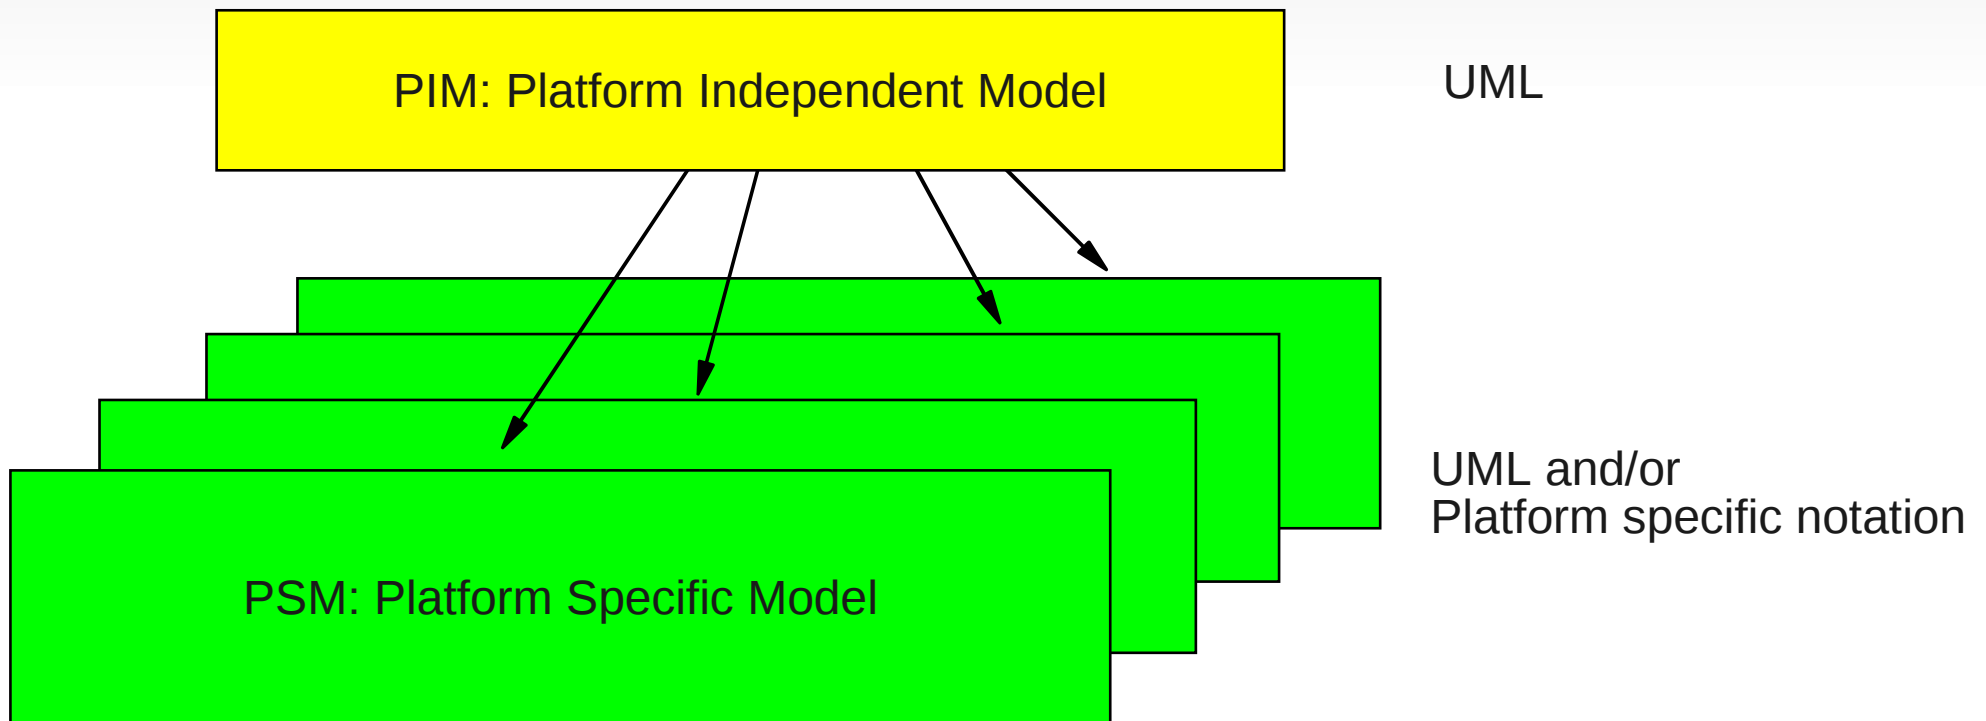 PIM: Platform Independent Model
UML
UML and/or
Platform specific notation
PSM: Platform Specific Model